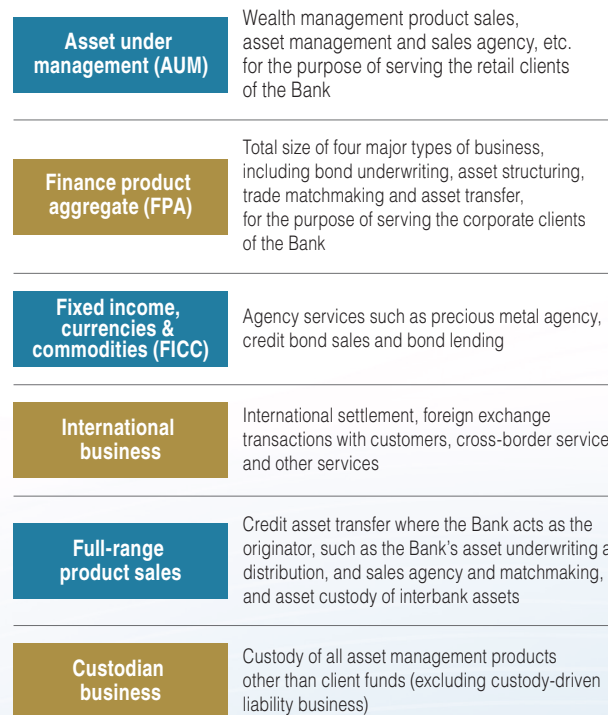 Asset under
management (AUM)
Wealth management product sales,
asset management and sales agency, etc.
for the purpose of serving the retail clients
of the Bank
Finance product
aggregate (FPA)
Total size of four major types of business,
including bond underwriting, asset structuring,
trade matchmaking and asset transfer,
for the purpose of serving the corporate clients
of the Bank
Fixed income,
currencies &
commodities (FICC)
Agency services such as precious metal agency,
credit bond sales and bond lending
International
business
International settlement, foreign exchange
transactions with customers, cross-border service
and other services
Full-range
product sales
Credit asset transfer where the Bank acts as the
originator, such as the Bank’s asset underwriting
distribution, and sales agency and matchmaking,
and asset custody of interbank assets
Custodian
business
Custody of all asset management products
other than client funds (excluding custody-driven
liability business)